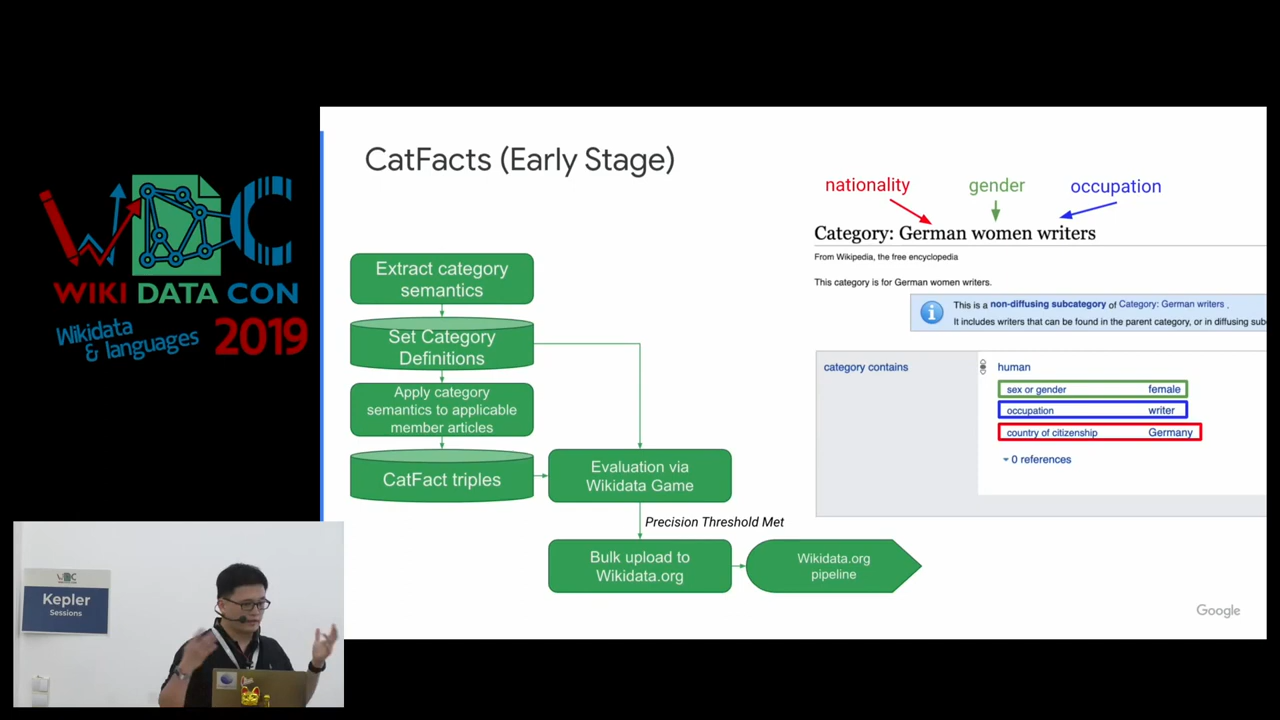 WIKI DATA CON
Wikidata
& languages 2019
Kepler
Sessions
CatFacts (Early Stage)
Extract category
semantics
Set Category
Definitions
Apply category
semantics to applicable
member articles
CatFact triples
Evaluation via
Wikidata Game
Precision Threshold Met
Bulk upload to
Wikidata.org
Wikidata.org
pipeline
nationality gender occupation
Category: German women writers
From Wikipedia, the free encyclopedia
This category is for German women writers.
This is a non-diffusing subcategory of Category: German writers .
It includes writers that can be found in the parent category, or in diffusing sub
category contains
human
sex or gender female
occupation writer
country of citizenship Germany
0 references
Google